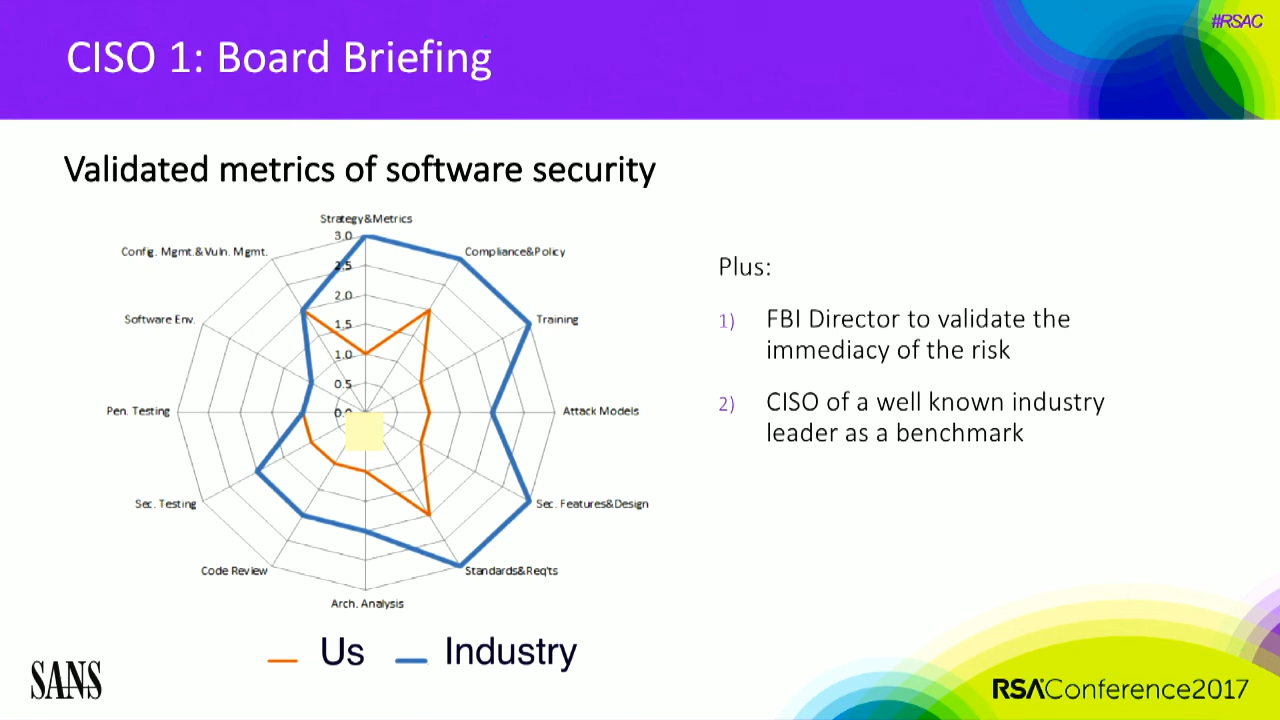 #RSAC
CISO 1: Board Briefing
Validated metrics of software security
Strategy&Metrics
Config. Mgmt.&Vuln. Mgmt.
Compliance&Policy
Software Env.
Training
Pen. Testing
Attack Models
Sec. Testing
Sec. Features&Design
Code Review
Standards&Req'ts
Arch. Analysis
3.0
2.5
2.0
1.5
1.0
0.5
0.0
Us
Industry
Plus:
1) FBI Director to validate the
immediacy of the risk
2) CISO of a well known industry
leader as a benchmark
SANS
RSAConference2017